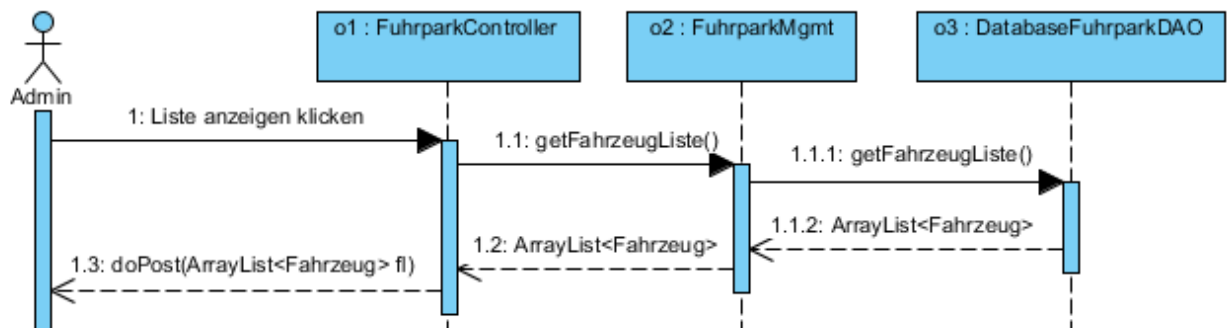 o1 : FuhrparkController
o2 : FuhrparkMgmt
o3 : DatabaseFuhrparkDAO
Admin
1: Liste anzeigen klicken
1.1: getFahrzeugListe()
1.1.1: getFahrzeugListe()
1.1.2: ArrayList<Fahrzeug>
1.2: ArrayList<Fahrzeug>
1.3: doPost(ArrayList<Fahrzeug> fl)